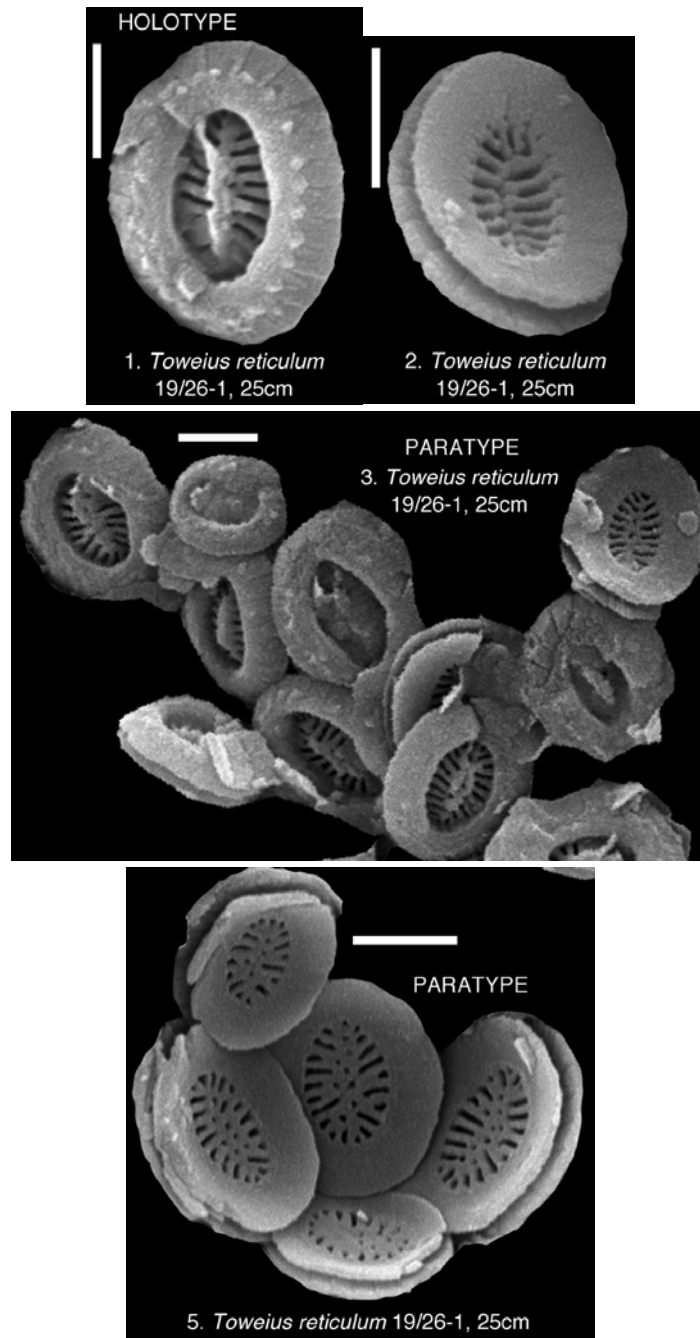 HOLOTYPE
1. Toweius reticulum
19/26-1, 25cm
2. Toweius reticulum
19/26-1, 25cm
PARATYPE
3. Toweius reticulum
19/26-1, 25cm
PARATYPE
5. Toweius reticulum 19/26-1, 25cm